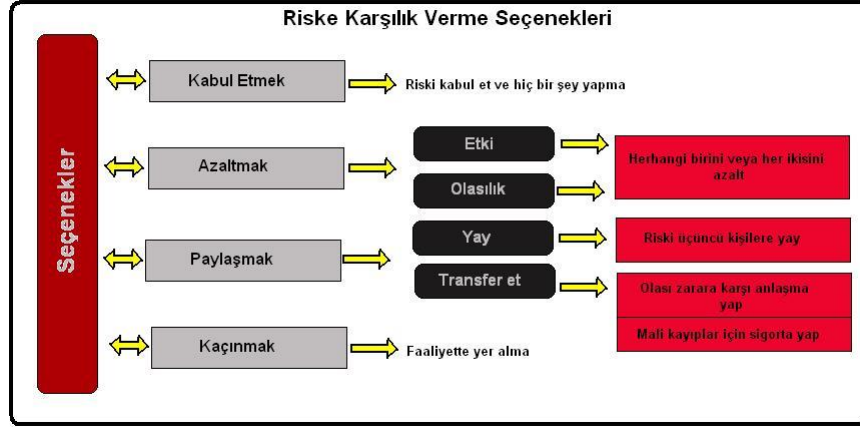 Riske Karşılık Verme Seçenekleri
Seçenekler
Kabul Etmek
Riski kabul et ve hiç bir şey yapma
Azaltmak
Etki
Olasılık
Herhangi birini veya her ikisini
azalt
Paylaşmak
Yay
Riski üçüncü kişilere yay
Transfer et
Olası zarara karşı anlaşma
yap
Mali kayıplar için sigorta yap
Kaçınmak
Faaliyette yer alma